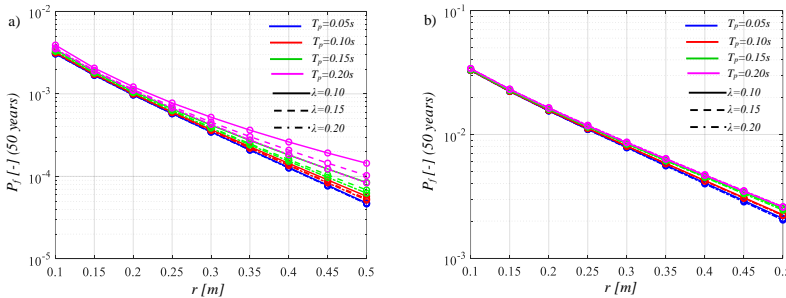 a)
P_f [-] (50 years)
10^-2
10^-3
10^-4
10^-5
T_p=0.05s
T_p=0.10s
T_p=0.15s
T_p=0.20s
λ=0.10
λ=0.15
λ=0.20
0.1 0.15 0.2 0.25 0.3 0.35 0.4 0.45 0.5
r [m]
b)
P_f [-] (50 years)
10^-1
10^-2
10^-3
T_p=0.05s
T_p=0.10s
T_p=0.15s
T_p=0.20s
λ=0.10
λ=0.15
λ=0.20
0.1 0.15 0.2 0.25 0.3 0.35 0.4 0.45 0.5
r [m]